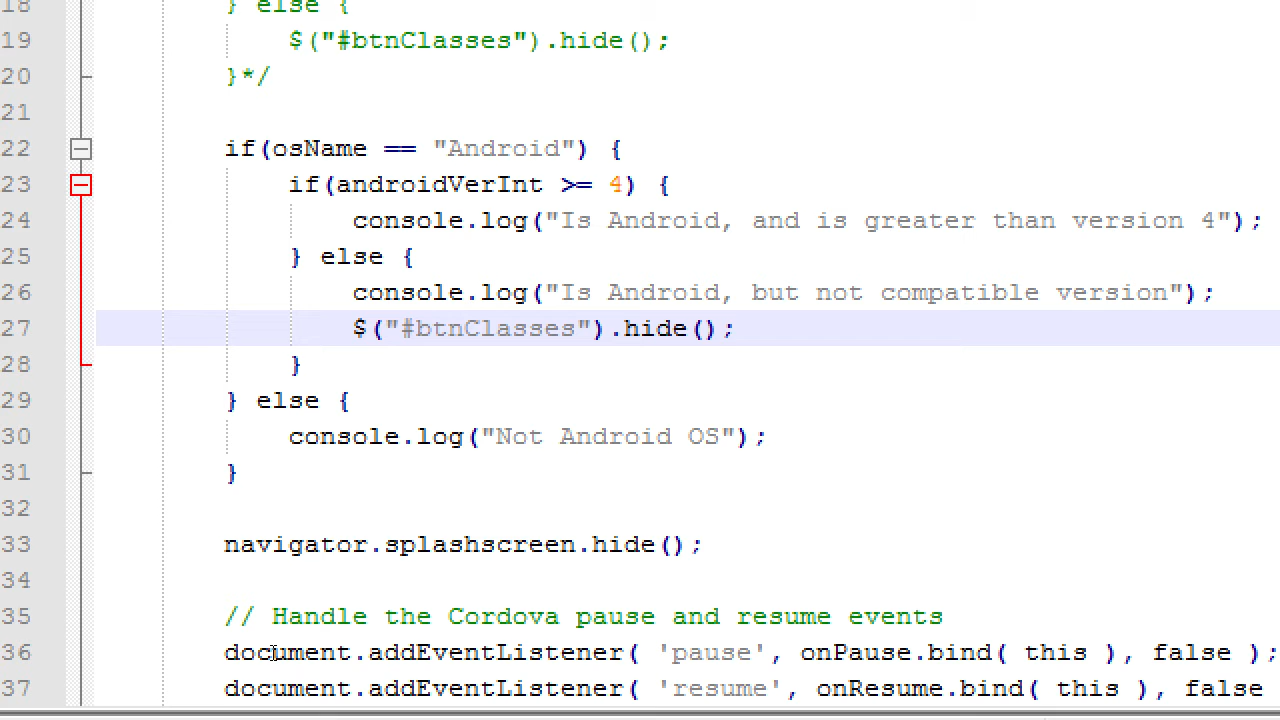 18 } else {
19 $("#btnClasses").hide();
20 }*/
21
22 if(osName == "Android") {
23 if(androidVerInt >= 4) {
24 console.log("Is Android, and is greater than version 4");
25 } else {
26 console.log("Is Android, but not compatible version");
27 $("#btnClasses").hide();
28 }
29 } else {
30 console.log("Not Android OS");
31 }
32
33 navigator.splashscreen.hide();
34
35 // Handle the Cordova pause and resume events
36 document.addEventListener( 'pause', onPause.bind( this ), false );
37 document.addEventListener( 'resume', onResume.bind( this ), false